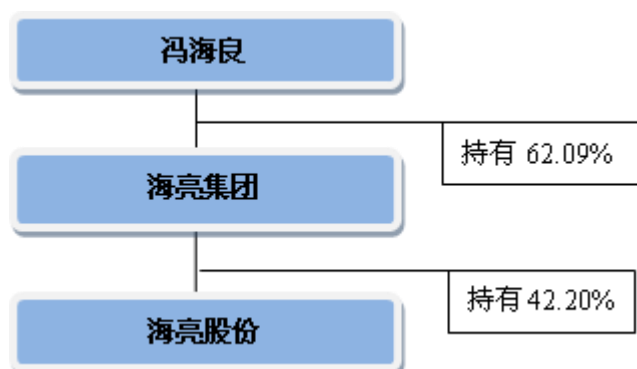 冯海良
持有 62.09%
海亮集团
持有 42.20%
海亮股份